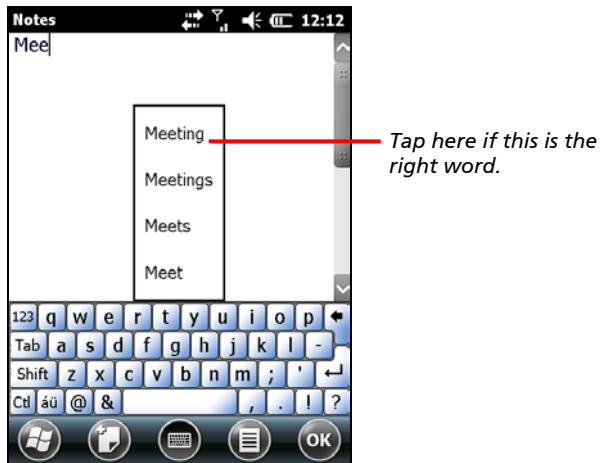 Notes 12:12
Mee
Meeting
Meetings
Meets
Meet
Tap here if this is the
right word.
123 q w e r t y u i o p
Tab a s d f g h j k l -
Shift z x c v b n m ; '
Ctl áü @ & , . ! ?
OK